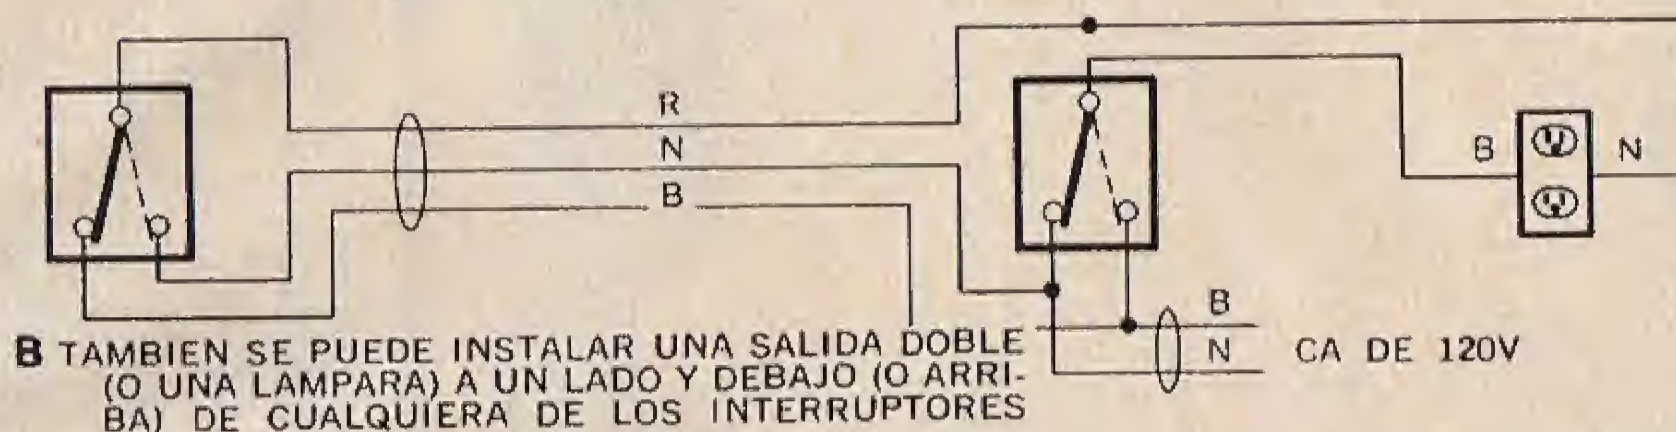 R
N
B
B N
B
N CA DE 120V
B TAMBIEN SE PUEDE INSTALAR UNA SALIDA DOBLE
(O UNA LAMPARA) A UN LADO Y DEBAJO (O ARRI-
BA) DE CUALQUIERA DE LOS INTERRUPTORES